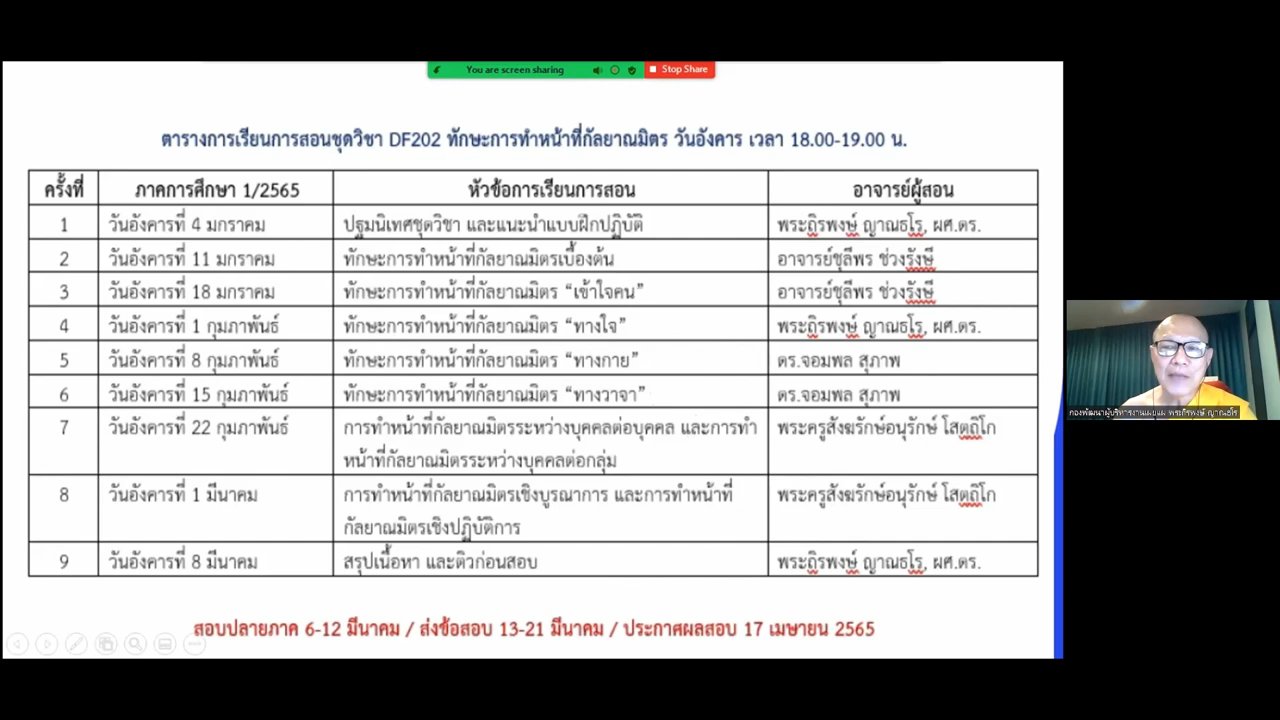 You are screen sharing
Stop Share
ตารางการเรียนการสอนชุดวิชา DF202 ทักษะการทำหน้าที่กัลยาณมิตร วันอังคาร เวลา 18.00-19.00 น.
ครั้งที่ ภาคการศึกษา 1/2565 หัวข้อการเรียนการสอน อาจารย์ผู้สอน
1 วันอังคารที่ 4 มกราคม ปฐมนิเทศชุดวิชา และแนะนำแบบฝึกปฏิบัติ พระถิรพงษ์ ญาณธโร, ผศ.ดร.
2 วันอังคารที่ 11 มกราคม ทักษะการทำหน้าที่กัลยาณมิตรเบื้องต้น อาจารย์ชุลีพร ช่วงรังษี
3 วันอังคารที่ 18 มกราคม ทักษะการทำหน้าที่กัลยาณมิตร “เข้าใจคน” อาจารย์ชุลีพร ช่วงรังษี
4 วันอังคารที่ 1 กุมภาพันธ์ ทักษะการทำหน้าที่กัลยาณมิตร “ทางใจ” พระถิรพงษ์ ญาณธโร, ผศ.ดร.
5 วันอังคารที่ 8 กุมภาพันธ์ ทักษะการทำหน้าที่กัลยาณมิตร “ทางกาย” ดร.จอมพล สุภาพ
6 วันอังคารที่ 15 กุมภาพันธ์ ทักษะการทำหน้าที่กัลยาณมิตร “ทางวาจา” ดร.จอมพล สุภาพ
7 วันอังคารที่ 22 กุมภาพันธ์ การทำหน้าที่กัลยาณมิตรระหว่างบุคคลต่อบุคคล และการทำ พระครูสังฆรักษ์อนุรักษ์ โสตถิโก
หน้าที่กัลยาณมิตรระหว่างบุคคลต่อกลุ่ม
8 วันอังคารที่ 1 มีนาคม การทำหน้าที่กัลยาณมิตรเชิงบูรณาการ และการทำหน้าที่ พระครูสังฆรักษ์อนุรักษ์ โสตถิโก
กัลยาณมิตรเชิงปฏิบัติการ
9 วันอังคารที่ 8 มีนาคม สรุปเนื้อหา และติวก่อนสอบ พระถิรพงษ์ ญาณธโร, ผศ.ดร.
สอบปลายภาค 6-12 มีนาคม / ส่งข้อสอบ 13-21 มีนาคม / ประกาศผลสอบ 17 เมษายน 2565
กองพัฒนาผู้บริหารงานเผยแผ่ พระถิรพงษ์ ญาณธโร